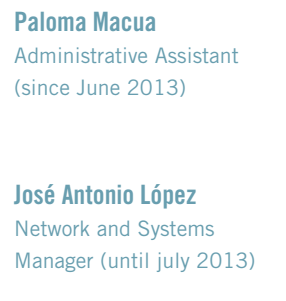 Paloma Macua
Administrative Assistant
(since June 2013)
José Antonio López
Network and Systems
Manager (until july 2013)